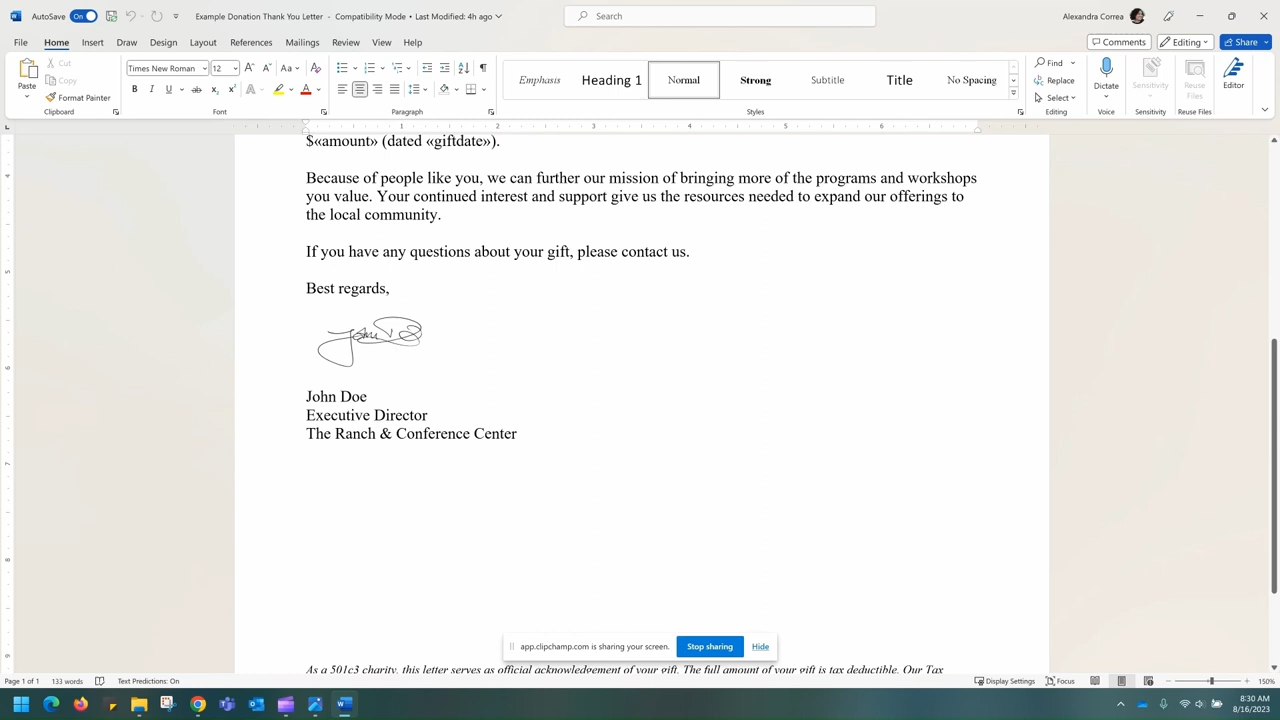 AutoSave On Example Donation Thank You Letter - Compatibility Mode • Last Modified: 4h ago Search Alexandra Correa
File Home Insert Draw Design Layout References Mailings Review View Help Comments Editing Share
Paste Cut Copy Format Painter
Times New Roman 12
Emphasis Heading 1 Normal Strong Subtitle Title No Spacing
Find Replace Select
Dictate Sensitivity Reuse Files Editor
Clipboard Font Paragraph Styles Editing Voice Sensitivity Reuse Files
$«amount» (dated «giftdate»).
Because of people like you, we can further our mission of bringing more of the programs and workshops
you value. Your continued interest and support give us the resources needed to expand our offerings to
the local community.
If you have any questions about your gift, please contact us.
Best regards,
John Doe
Executive Director
The Ranch & Conference Center
app.clipchamp.com is sharing your screen. Stop sharing Hide
As a 501c3 charity, this letter serves as official acknowledgement of your gift. The full amount of your gift is tax deductible. Our Tax
Page 1 of 1 133 words Text Predictions: On Display Settings Focus 150%
8:30 AM
8/16/2023